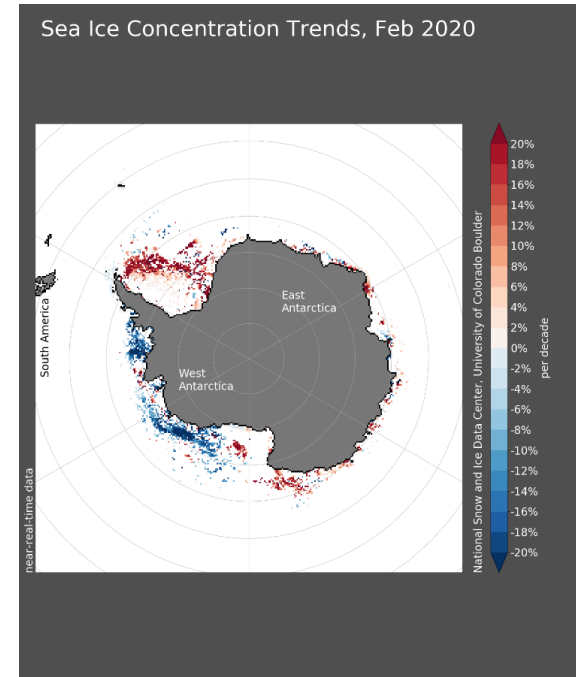 Sea Ice Concentration Trends, Feb 2020
South America
near-real-time data
East
Antarctica
West
Antarctica
National Snow and Ice Data Center, University of Colorado Boulder
20%
18%
16%
14%
12%
10%
8%
6%
4%
2%
0%
-2%
-4%
-6%
-8%
-10%
-12%
-14%
-16%
-18%
-20%
per decade